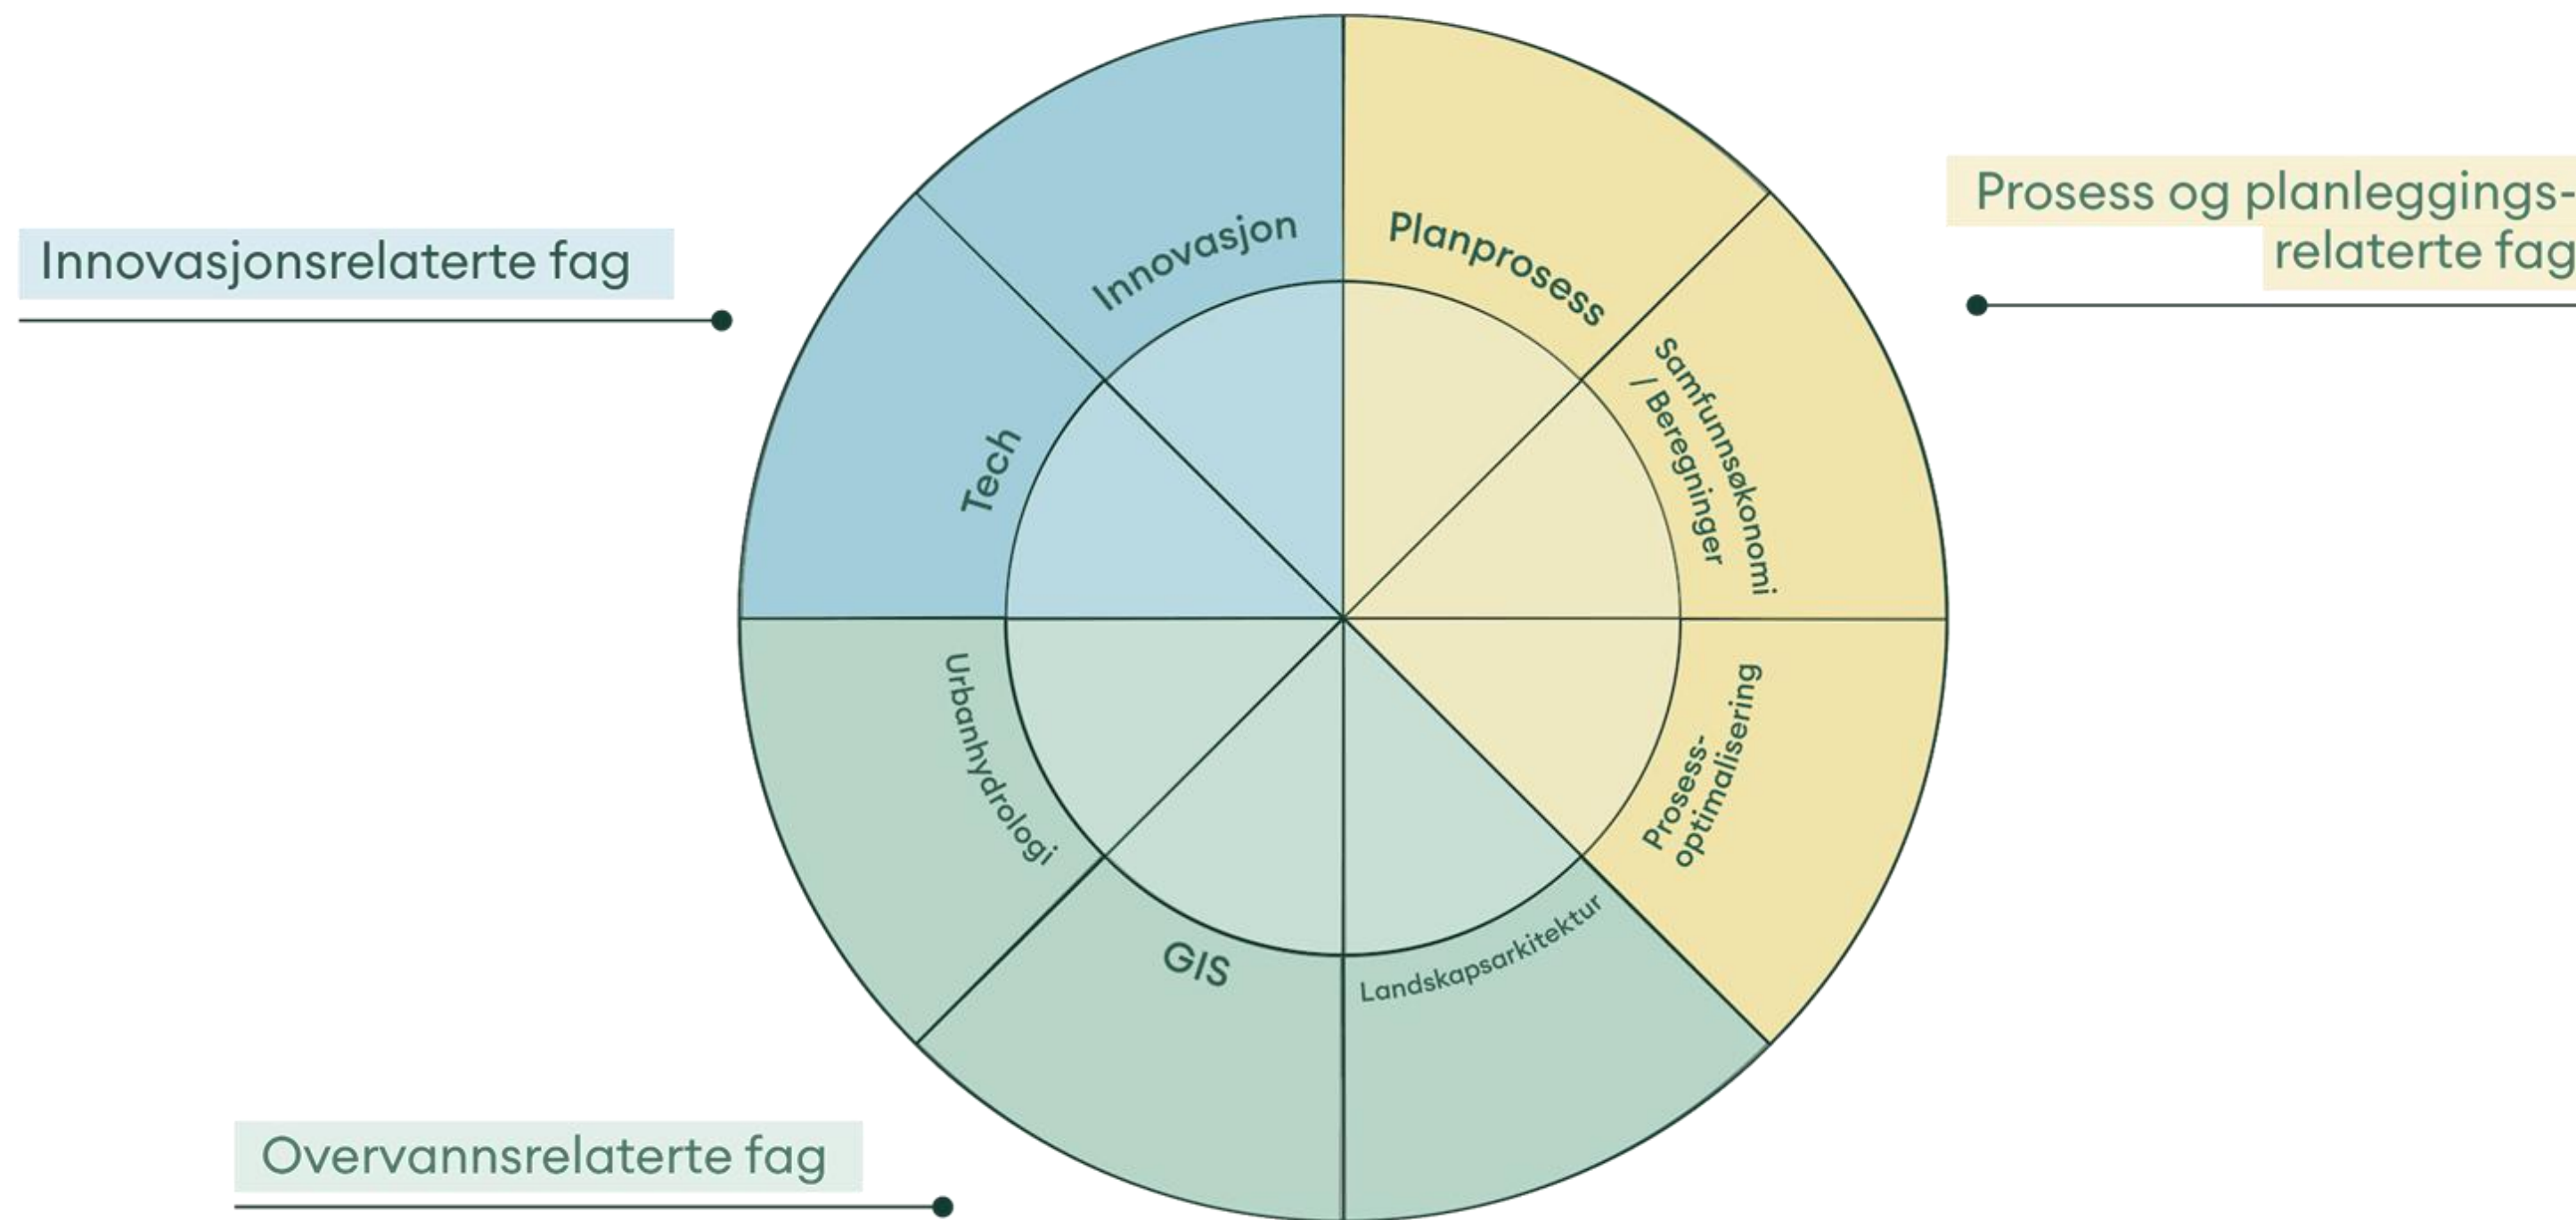 Innovasjonsrelaterte fag
Prosess og planleggings-
relaterte fag
Innovasjon
Planprosess
Samfunnsøkonomi
/ Beregninger
Tech
Urbanhydrologi
Prosess-
optimalisering
GIS
Landskapsarkitektur
Overvannsrelaterte fag